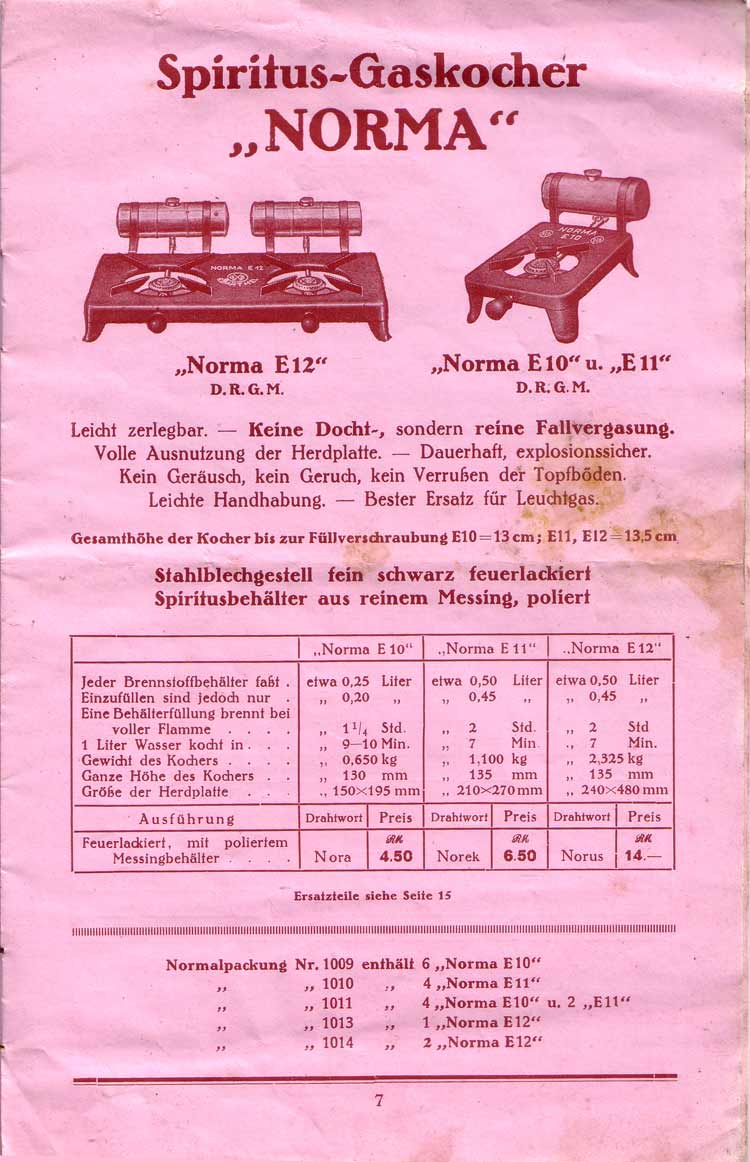 Spiritus-Gaskocher
„NORMA“
NORMA E 12
NORMA
E 10
„Norma E12“
D. R. G. M.
„Norma E10“ u. „E11“
D. R. G. M.
Leicht zerlegbar. — Keine Docht-, sondern reine Fallvergasung.
Volle Ausnutzung der Herdplatte. — Dauerhaft, explosionssicher.
Kein Geräusch, kein Geruch, kein Verrußen der Topfböden.
Leichte Handhabung. — Bester Ersatz für Leuchtgas.
Gesamthöhe der Kocher bis zur Füllverschraubung E10 = 13 cm; E11, E12 = 13,5 cm
Stahlblechgestell fein schwarz feuerlackiert
Spiritusbehälter aus reinem Messing, poliert
„Norma E 10“ „Norma E 11“ „Norma E 12“
Jeder Brennstoffbehälter faßt . etwa 0,25 Liter etwa 0,50 Liter etwa 0,50 Liter
Einzufüllen sind jedoch nur . „ 0,20 „ „ 0,45 „ „ 0,45 „
Eine Behälterfüllung brennt bei
voller Flamme . . . . „ 1¹/₄ Std. „ 2 Std. „ 2 Std
1 Liter Wasser kocht in . . . „ 9—10 Min. „ 7 Min. „ 7 Min.
Gewicht des Kochers . . . . „ 0,650 kg „ 1,100 kg „ 2,325 kg
Ganze Höhe des Kochers . . „ 130 mm „ 135 mm „ 135 mm
Größe der Herdplatte . . . „ 150×195 mm „ 210×270 mm „ 240×480 mm
Ausführung Drahtwort Preis Drahtwort Preis Drahtwort Preis
RM RM RM
Feuerlackiert, mit poliertem
Messingbehälter . . . . Nora 4.50 Norek 6.50 Norus 14.—
Ersatzteile siehe Seite 15
Normalpackung Nr. 1009 enthält 6 „Norma E10“
„ „ 1010 „ 4 „Norma E11“
„ „ 1011 „ 4 „Norma E10“ u. 2 „E11“
„ „ 1013 „ 1 „Norma E12“
„ „ 1014 „ 2 „Norma E12“
7